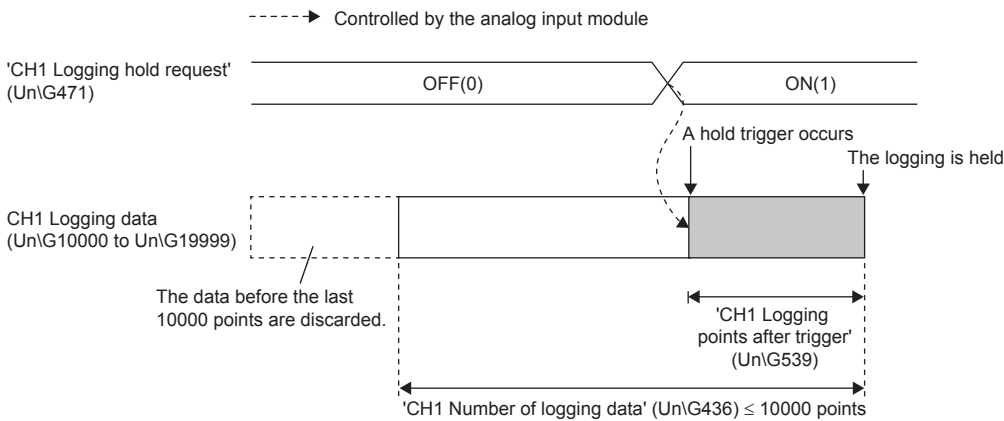 Controlled by the analog input module
'CH1 Logging hold request'
(Un\G471)
OFF(0)
ON(1)
A hold trigger occurs
The logging is held
CH1 Logging data
(Un\G10000 to Un\G19999)
The data before the last
10000 points are discarded.
'CH1 Logging
points after trigger'
(Un\G539)
'CH1 Number of logging data' (Un\G436) ≤ 10000 points